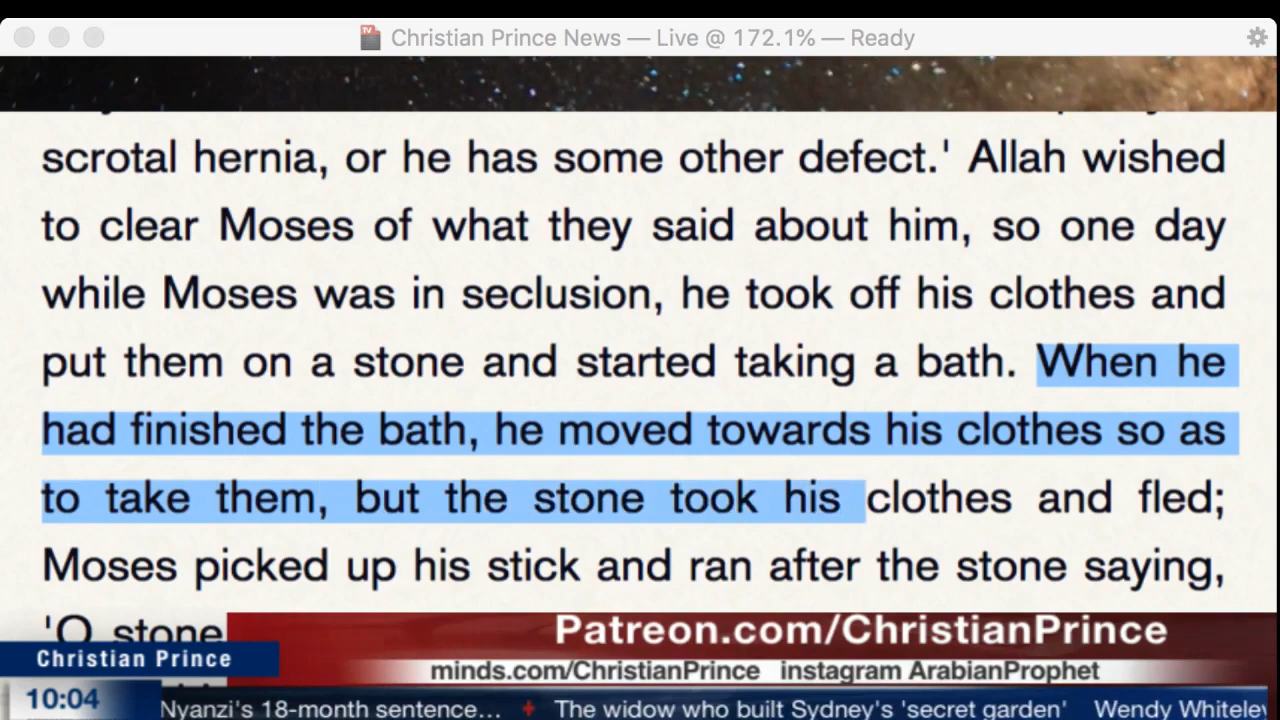 Christian Prince News — Live @ 172.1% — Ready
scrotal hernia, or he has some other defect.' Allah wished
to clear Moses of what they said about him, so one day
while Moses was in seclusion, he took off his clothes and
put them on a stone and started taking a bath. When he
had finished the bath, he moved towards his clothes so as
to take them, but the stone took his clothes and fled;
Moses picked up his stick and ran after the stone saying,
'O stone
Patreon.com/ChristianPrince
Christian Prince
minds.com/ChristianPrince instagram ArabianProphet
10:04
Nyanzi's 18-month sentence... The widow who built Sydney's 'secret garden' Wendy